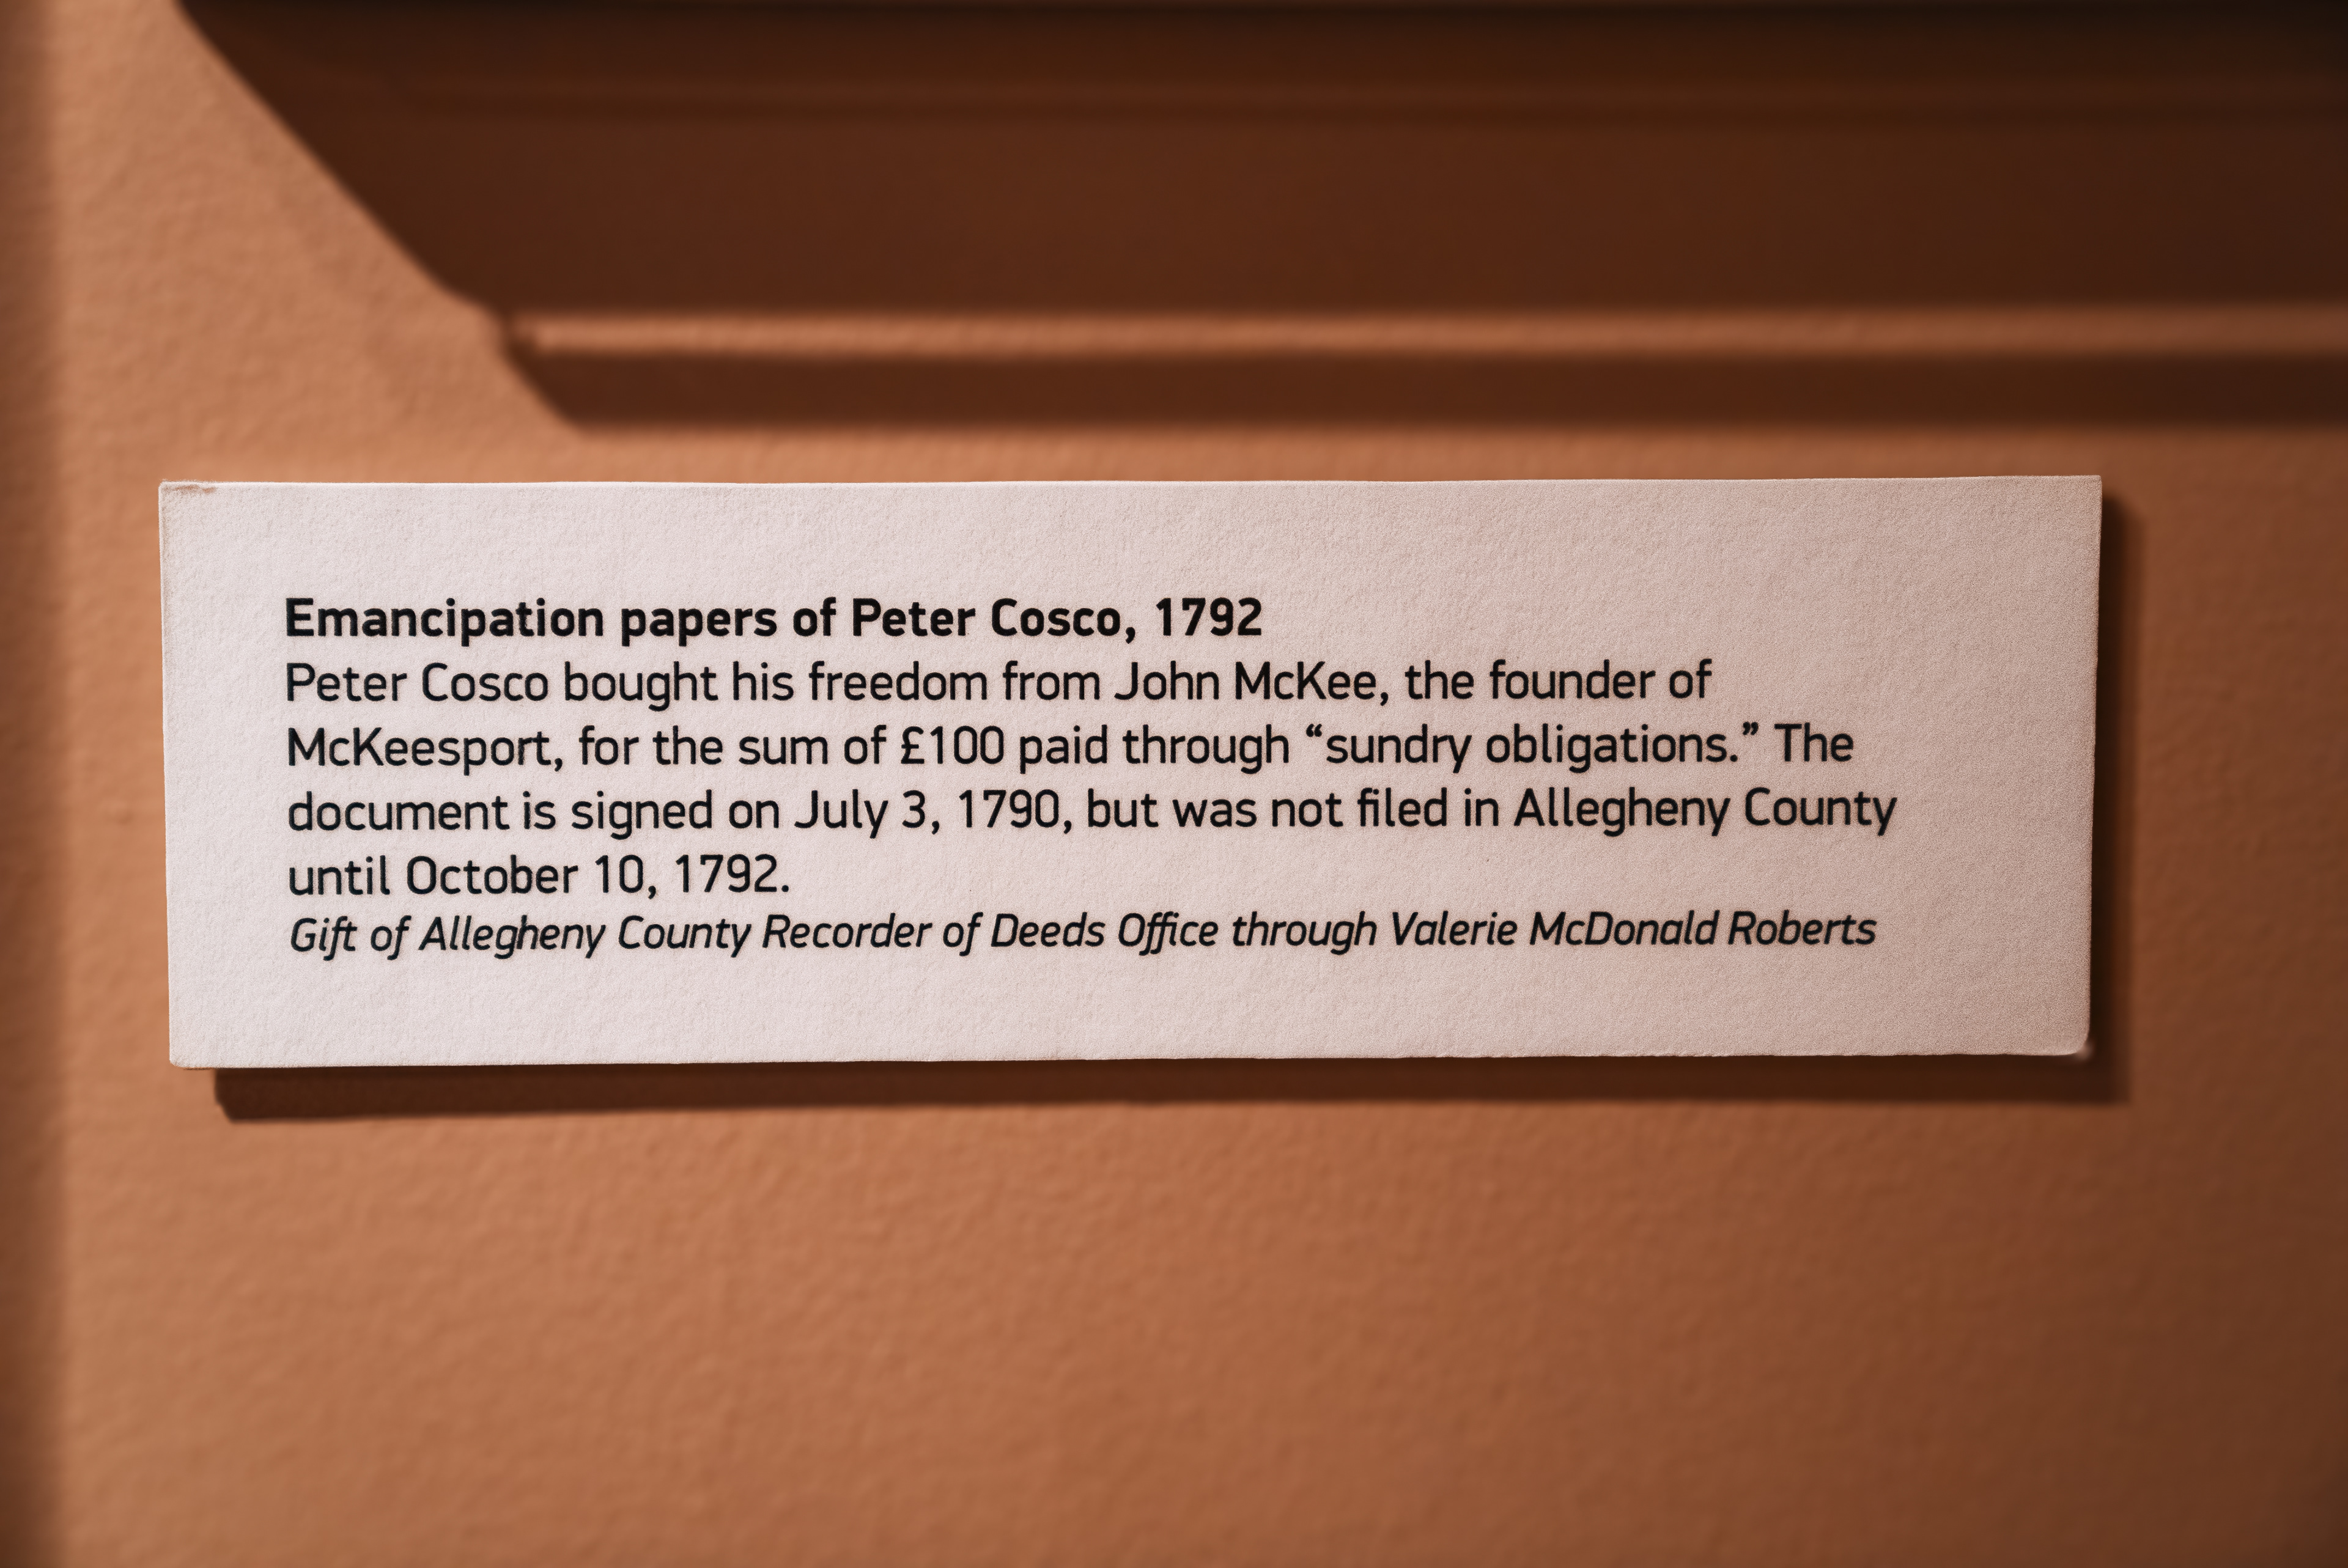 Emancipation papers of Peter Cosco, 1792
Peter Cosco bought his freedom from John McKee, the founder of
McKeesport, for the sum of £100 paid through “sundry obligations.” The
document is signed on July 3, 1790, but was not filed in Allegheny County
until October 10, 1792.
Gift of Allegheny County Recorder of Deeds Office through Valerie McDonald Roberts